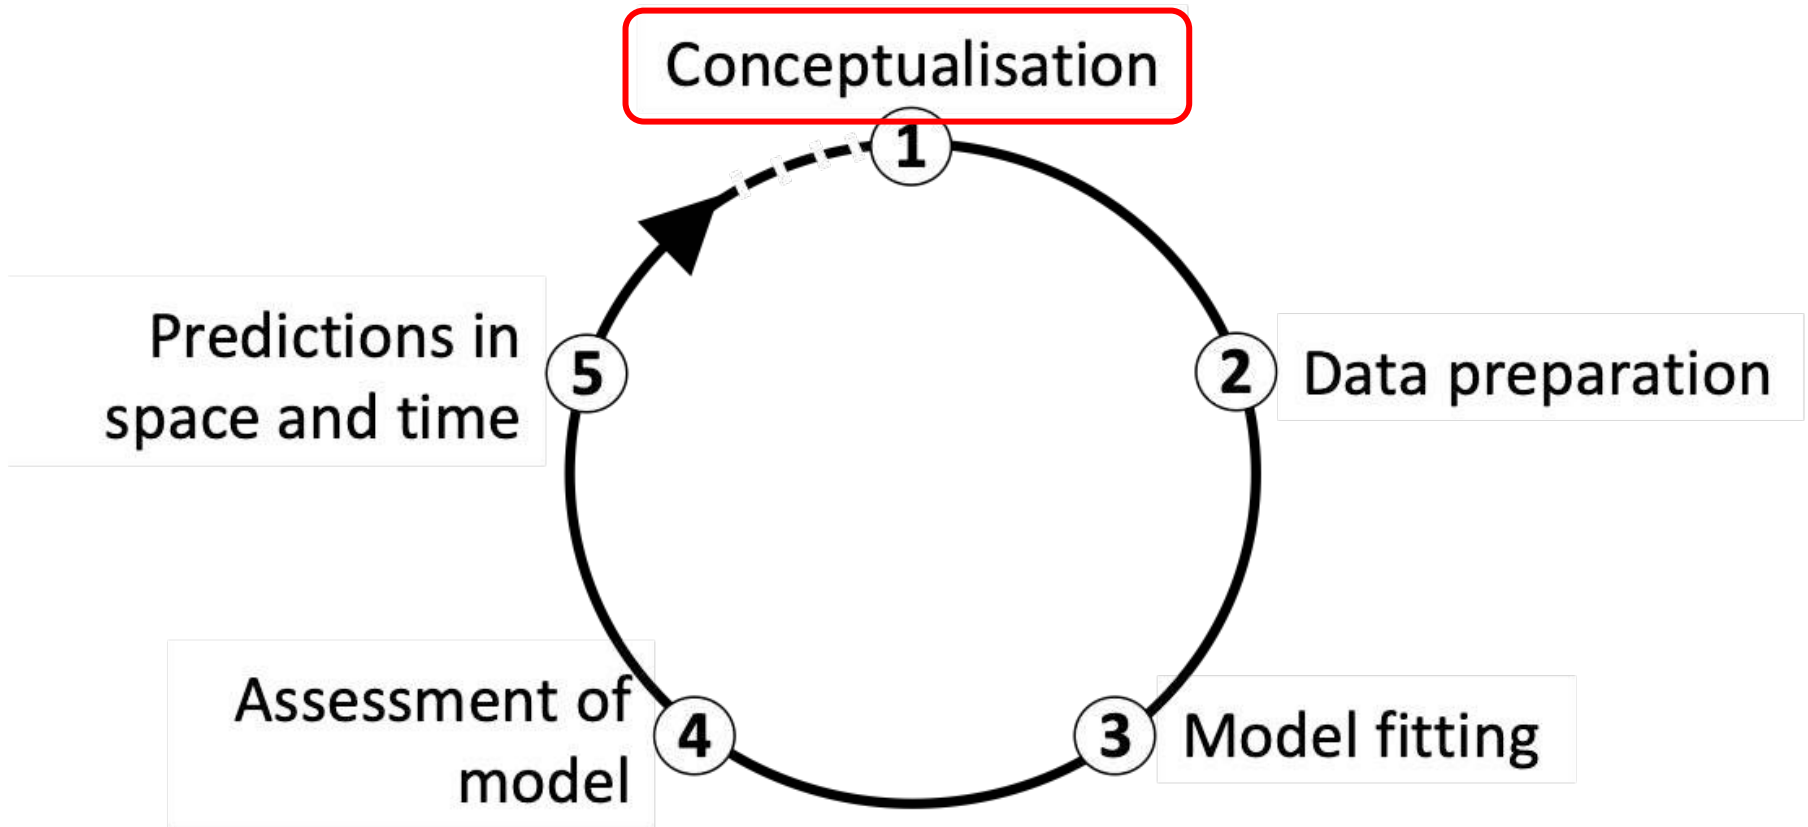 Conceptualisation
1
2
Data preparation
3
Model fitting
4
Assessment of
model
5
Predictions in
space and time